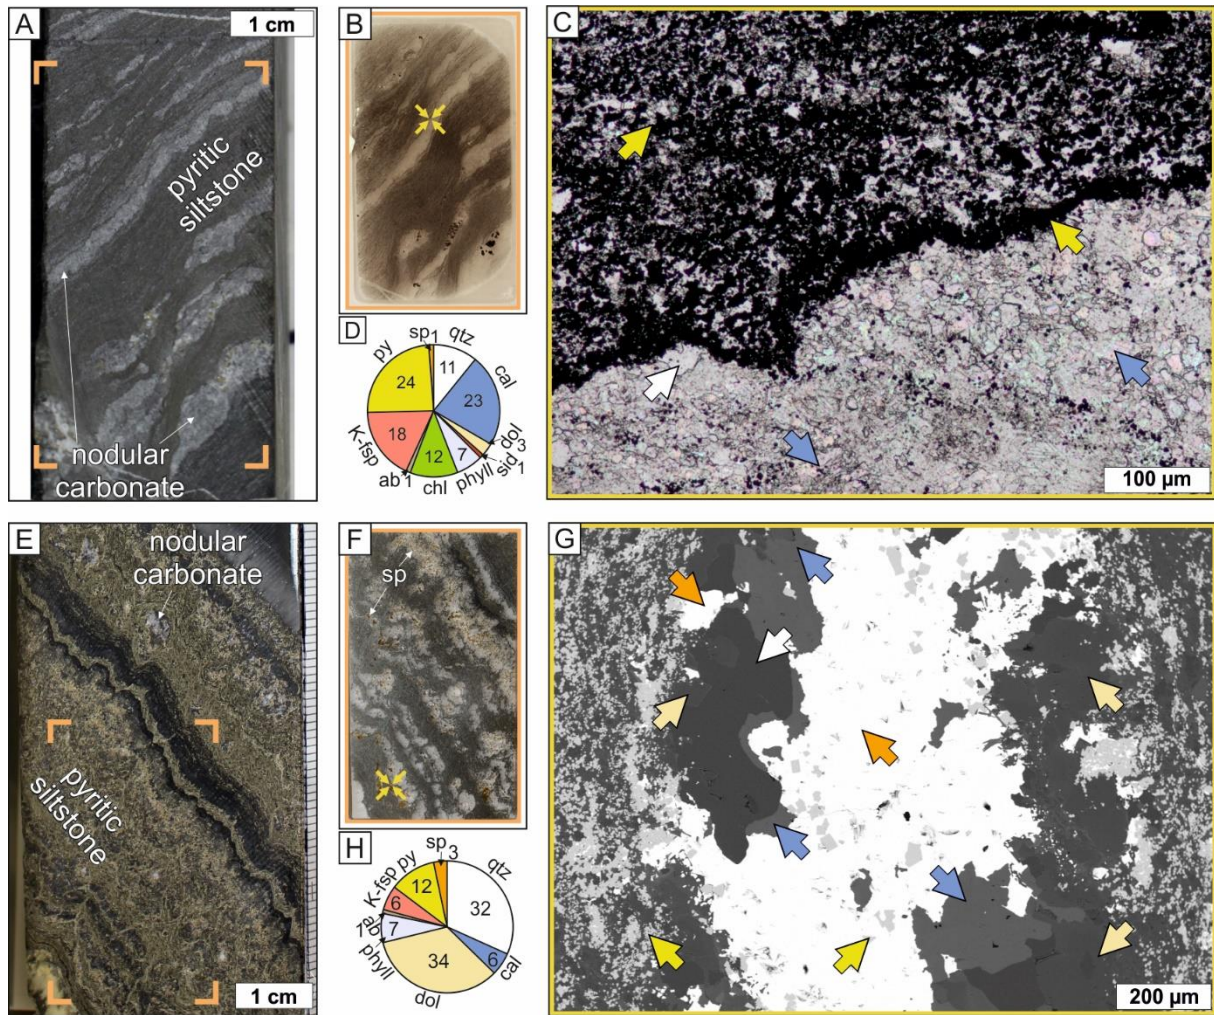 A
1 cm
pyritic
siltstone
nodular
carbonate
B
C
100 µm
D
sp
1
qtz
11
cal
23
dol
3
sid
1
phyll
7
chl
12
ab
1
K-fsp
18
py
24
E
nodular
carbonate
pyritic
siltstone
1 cm
F
sp
G
200 µm
H
sp
3
qtz
32
cal
6
dol
34
phyll
7
ab
K-fsp
6
py
12